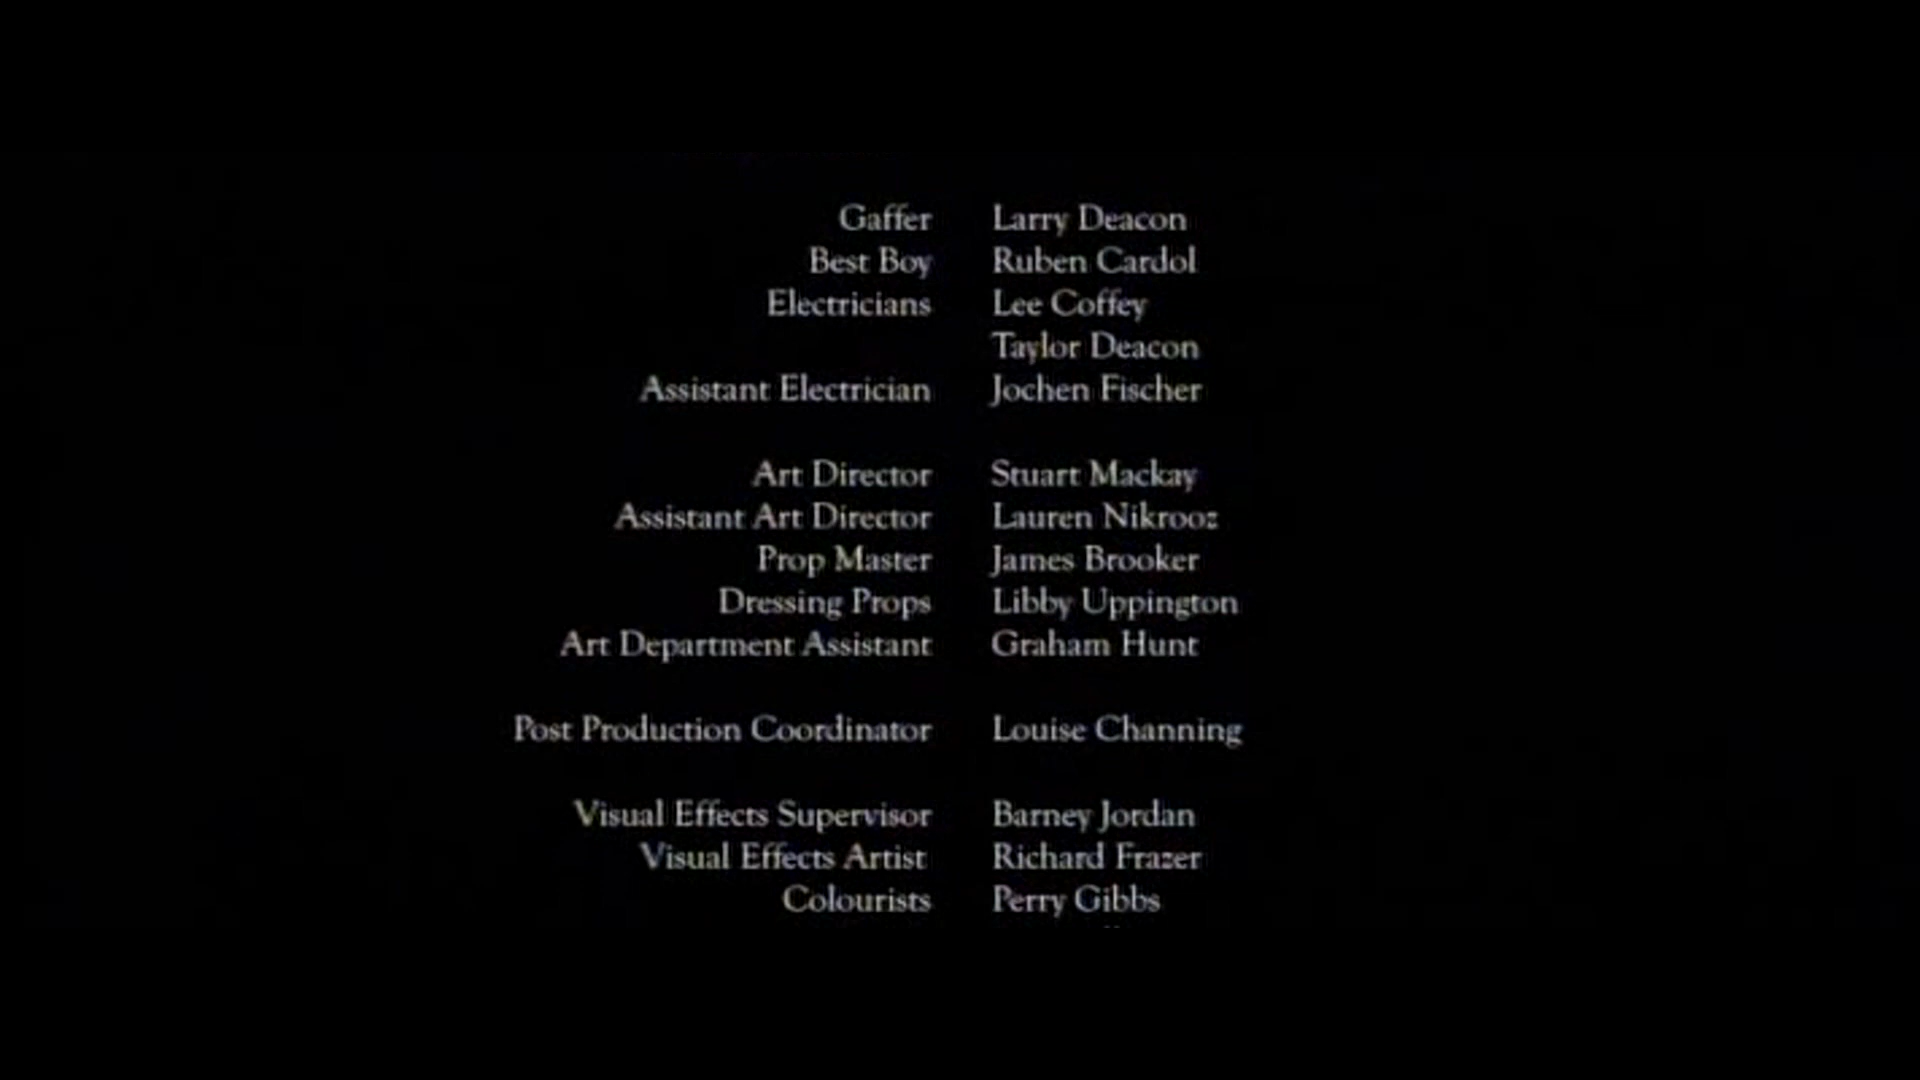 Gaffer Larry Deacon
Best Boy Ruben Cardol
Electricians Lee Coffey
Taylor Deacon
Assistant Electrician Jochen Fischer
Art Director Stuart Mackay
Assistant Art Director Lauren Nikrooz
Prop Master James Brooker
Dressing Props Libby Uppington
Art Department Assistant Graham Hunt
Post Production Coordinator Louise Channing
Visual Effects Supervisor Barney Jordan
Visual Effects Artist Richard Frazer
Colourists Perry Gibbs